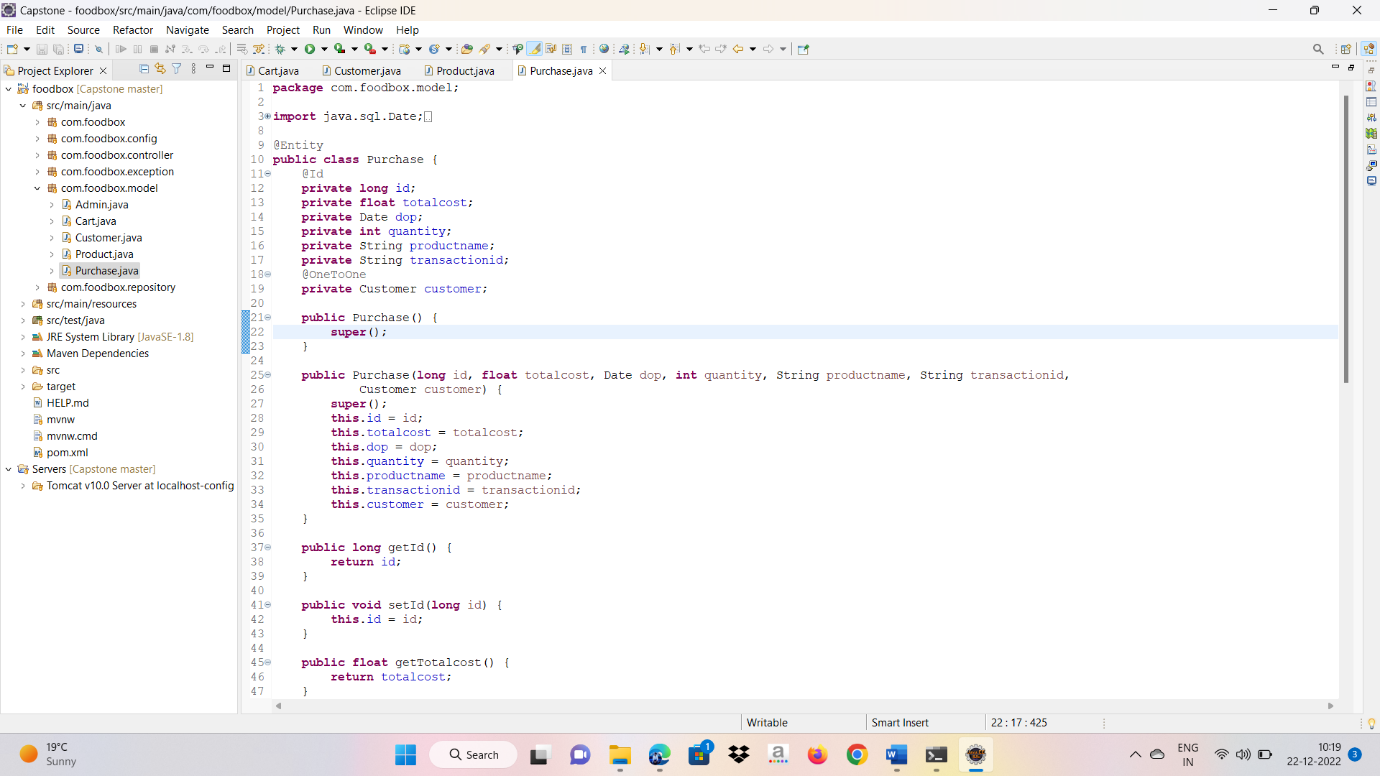 Capstone - foodbox/src/main/java/com/foodbox/model/Purchase.java - Eclipse IDE
File Edit Source Refactor Navigate Search Project Run Window Help
Project Explorer
Cart.java Customer.java Product.java Purchase.java
foodbox [Capstone master]
src/main/java
com.foodbox
com.foodbox.config
com.foodbox.controller
com.foodbox.exception
com.foodbox.model
Admin.java
Cart.java
Customer.java
Product.java
Purchase.java
com.foodbox.repository
src/main/resources
src/test/java
JRE System Library [JavaSE-1.8]
Maven Dependencies
src
target
HELP.md
mvnw
mvnw.cmd
pom.xml
Servers [Capstone master]
Tomcat v10.0 Server at localhost-config
1 package com.foodbox.model;
2
3 import java.sql.Date;
8
9 @Entity
10 public class Purchase {
11 @Id
12 private long id;
13 private float totalcost;
14 private Date dop;
15 private int quantity;
16 private String productname;
17 private String transactionid;
18 @OneToOne
19 private Customer customer;
20
21 public Purchase() {
22 super();
23 }
24
25 public Purchase(long id, float totalcost, Date dop, int quantity, String productname, String transactionid,
26 Customer customer) {
27 super();
28 this.id = id;
29 this.totalcost = totalcost;
30 this.dop = dop;
31 this.quantity = quantity;
32 this.productname = productname;
33 this.transactionid = transactionid;
34 this.customer = customer;
35 }
36
37 public long getId() {
38 return id;
39 }
40
41 public void setId(long id) {
42 this.id = id;
43 }
44
45 public float getTotalcost() {
46 return totalcost;
47 }
Writable Smart Insert 22 : 17 : 425
19°C
Sunny
Search
1
ENG
IN
10:19
22-12-2022
3